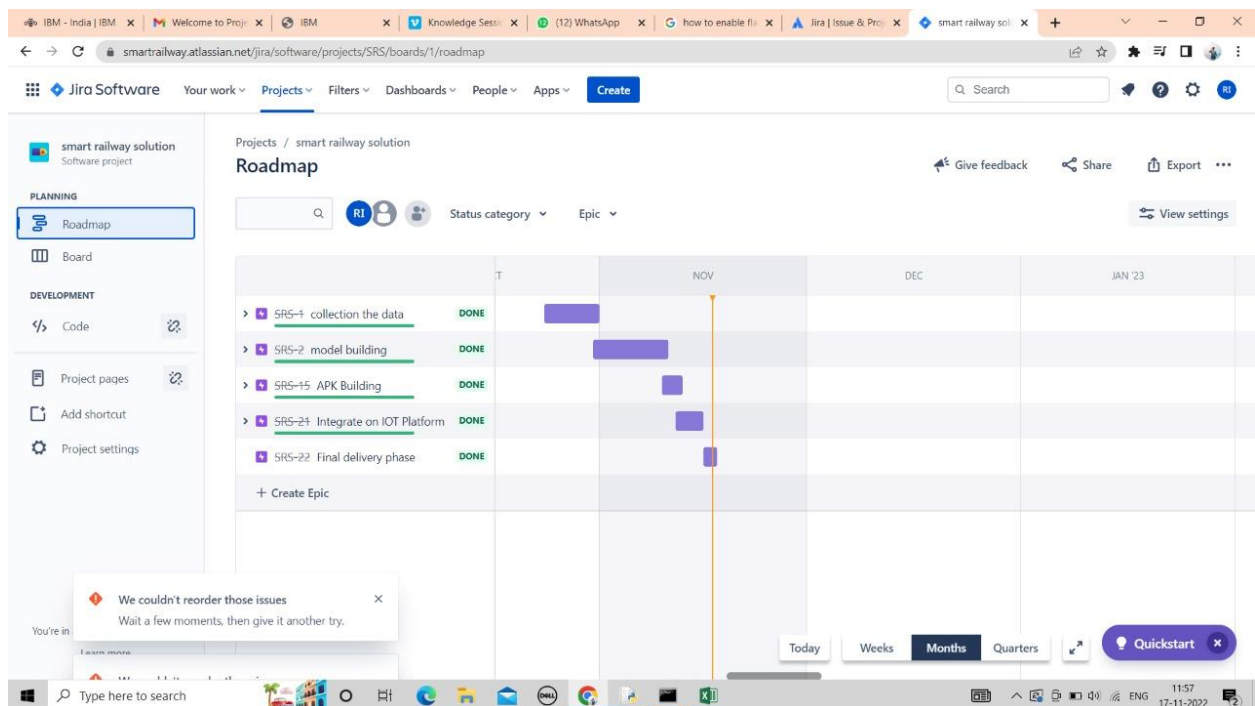 IBM - India | IBM
Welcome to Proje
IBM
Knowledge Sessi
(12) WhatsApp
how to enable fla
Jira | Issue & Proj
smart railway sol
smartrailway.atlassian.net/jira/software/projects/SRS/boards/1/roadmap
Jira Software Your work Projects Filters Dashboards People Apps Create Search RI
smart railway solution
Software project
PLANNING
Roadmap
Board
DEVELOPMENT
Code
Project pages
Add shortcut
Project settings
You're in
Learn more
Projects / smart railway solution
Roadmap
Give feedback Share Export
RI Status category Epic View settings
T NOV DEC JAN '23
SRS-1 collection the data DONE
SRS-2 model building DONE
SRS-15 APK Building DONE
SRS-21 Integrate on IOT Platform DONE
SRS-22 Final delivery phase DONE
+ Create Epic
We couldn't reorder those issues
Wait a few moments, then give it another try.
Today Weeks Months Quarters Quickstart
Type here to search
DELL
ENG
11:57
17-11-2022
2